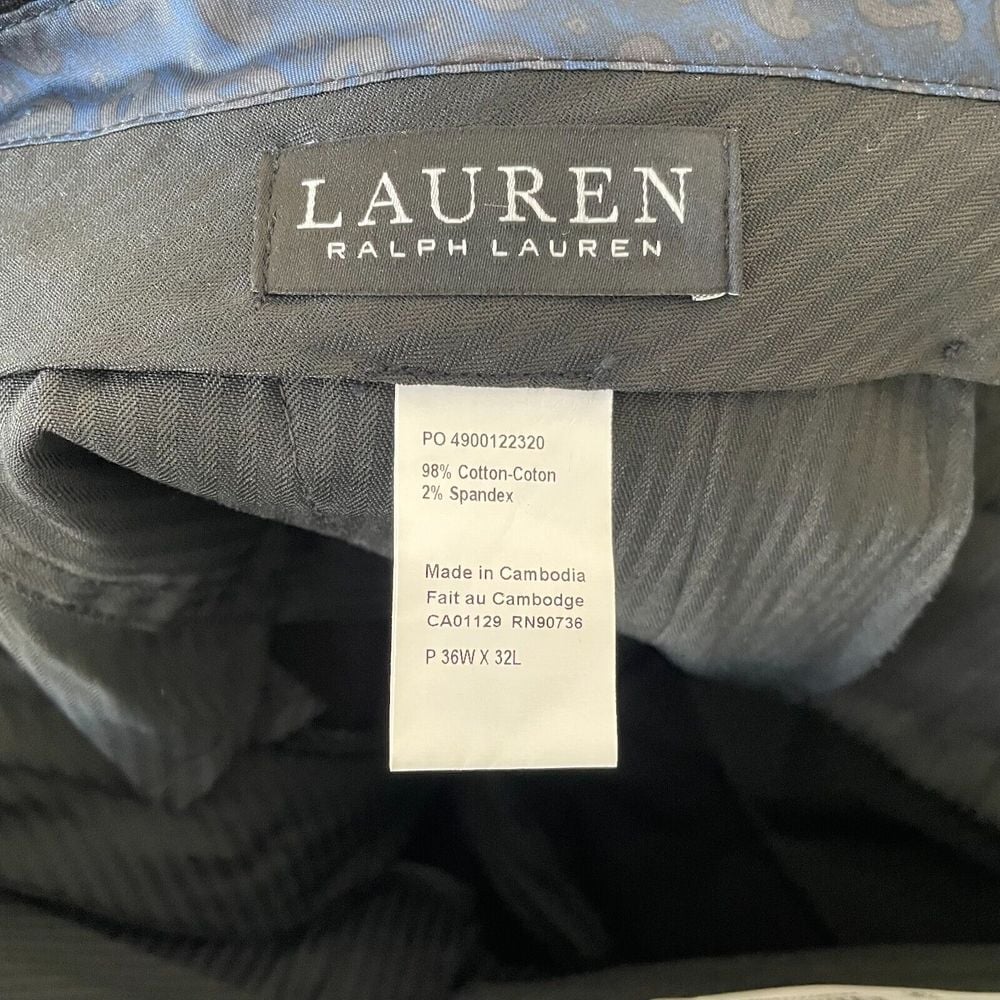 LAUREN
RALPH LAUREN
PO 4900122320
98% Cotton-Coton
2% Spandex
Made in Cambodia
Fait au Cambodge
CA01129 RN90736
P 36W X 32L